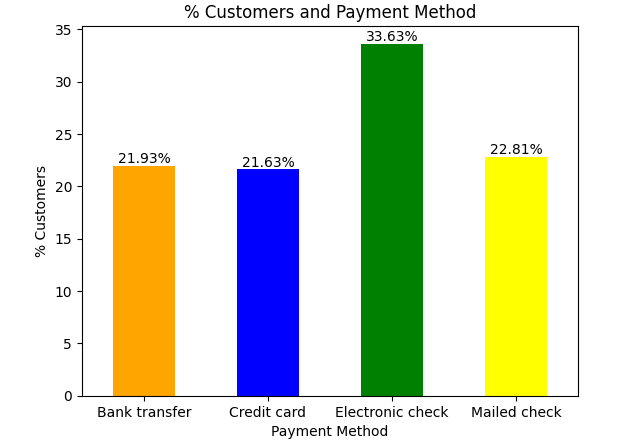 % Customers and Payment Method
35
30
25
20
15
10
5
0
% Customers
21.93%
21.63%
33.63%
22.81%
Bank transfer
Credit card
Electronic check
Mailed check
Payment Method